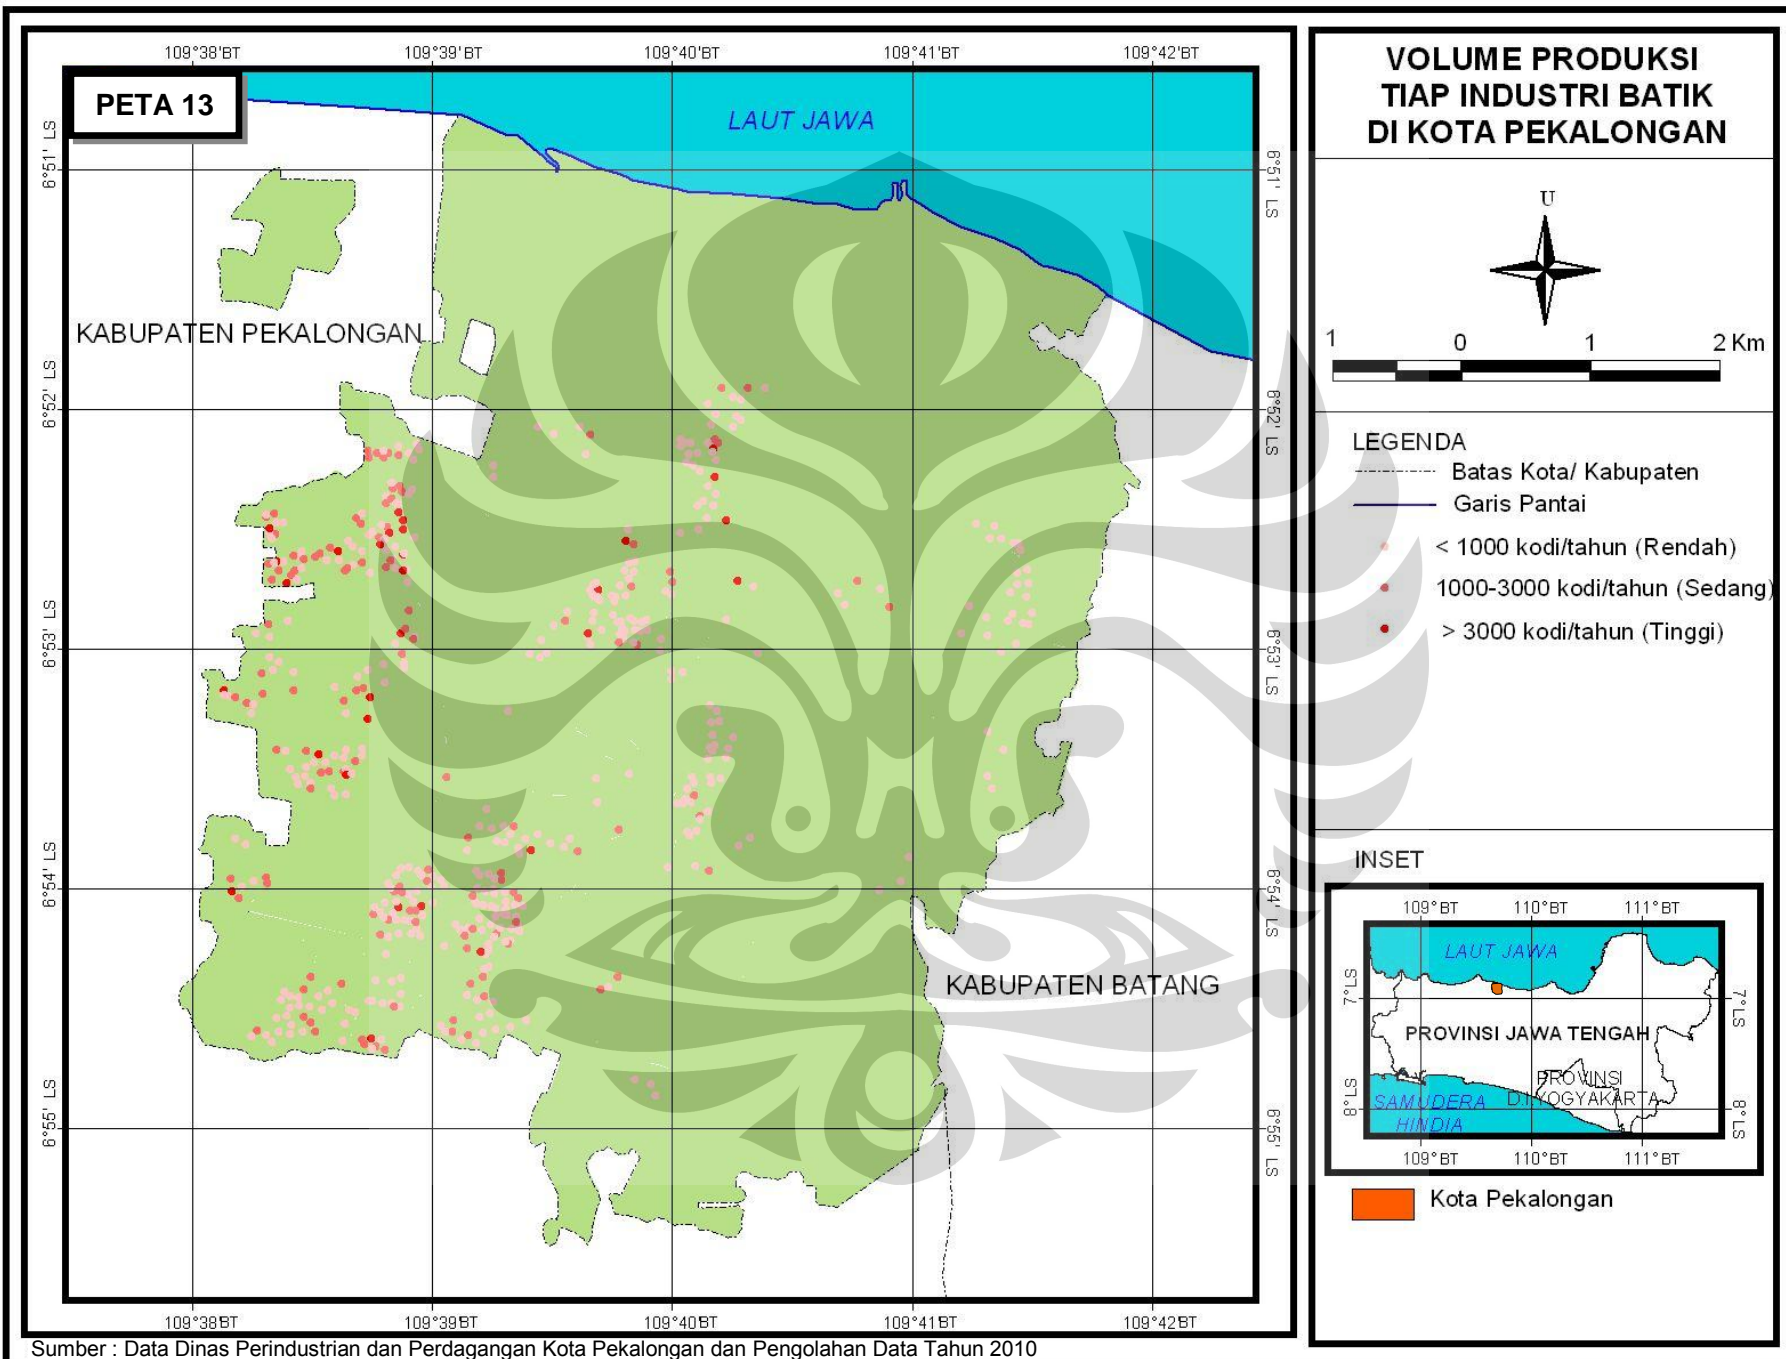 109°38'BT 109°39'BT 109°40'BT 109°41'BT 109°42'BT
PETA 13
LAUT JAWA
6°51' LS
6°51' LS
KABUPATEN PEKALONGAN
6°52' LS
6°52' LS
6°53' LS
6°53' LS
6°54' LS
6°54' LS
KABUPATEN BATANG
6°55' LS
6°55' LS
109°38'BT 109°39'BT 109°40'BT 109°41'BT 109°42'BT
Sumber : Data Dinas Perindustrian dan Perdagangan Kota Pekalongan dan Pengolahan Data Tahun 2010
VOLUME PRODUKSI
TIAP INDUSTRI BATIK
DI KOTA PEKALONGAN
U
1 0 1 2 Km
LEGENDA
Batas Kota/ Kabupaten
Garis Pantai
< 1000 kodi/tahun (Rendah)
1000-3000 kodi/tahun (Sedang)
> 3000 kodi/tahun (Tinggi)
INSET
109°BT 110°BT 111°BT
LAUT JAWA
7°LS
7°LS
PROVINSI JAWA TENGAH
PROVINSI
D.I.YOGYAKARTA
SAMUDERA
HINDIA
8°LS
8°LS
109°BT 110°BT 111°BT
Kota Pekalongan